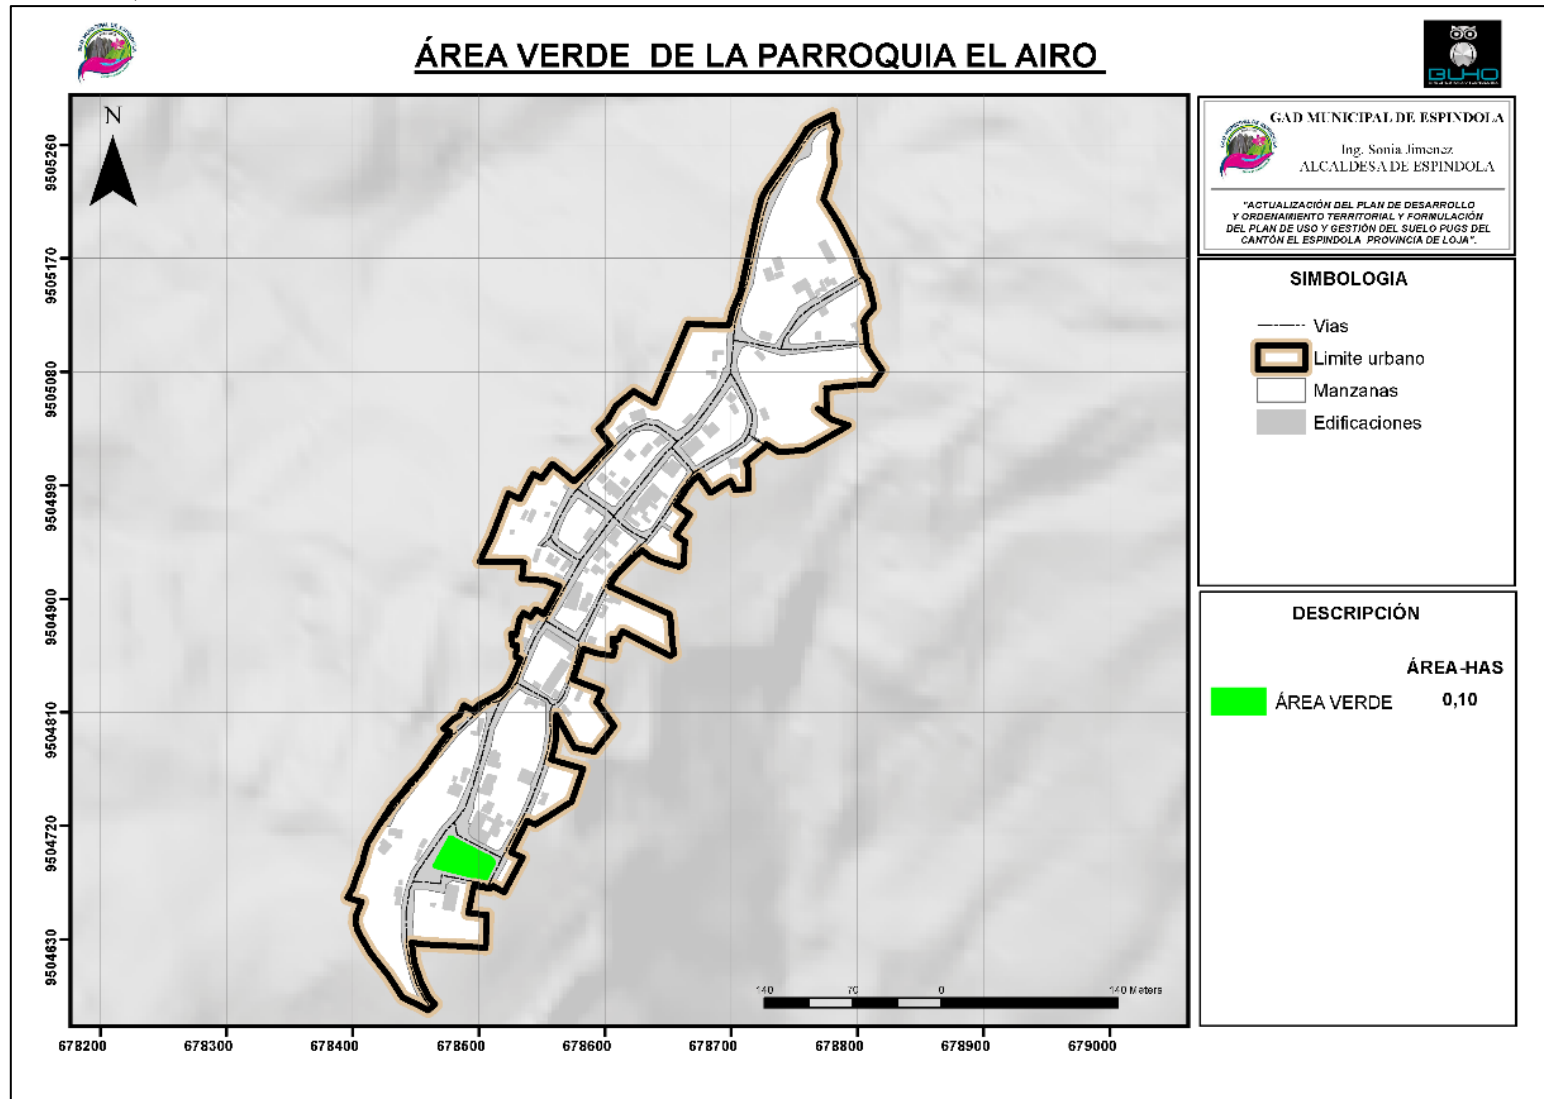 ÁREA VERDE DE LA PARROQUIA EL AIRO
BUHO
N
GAD MUNICIPAL DE ESPINDOLA
Ing. Sonia Jimenez
ALCALDESA DE ESPINDOLA
"ACTUALIZACIÓN DEL PLAN DE DESARROLLO
Y ORDENAMIENTO TERRITORIAL Y FORMULACIÓN
DEL PLAN DE USO Y GESTIÓN DEL SUELO PUGS DEL
CANTÓN EL ESPINDOLA PROVINCIA DE LOJA".
SIMBOLOGIA
Vias
Limite urbano
Manzanas
Edificaciones
DESCRIPCIÓN
ÁREA-HAS
ÁREA VERDE 0,10
9505260
9505170
9505080
9504990
9504900
9504810
9504720
9504630
140 70 0 140 Meters
678200 678300 678400 678500 678600 678700 678800 678900 679000